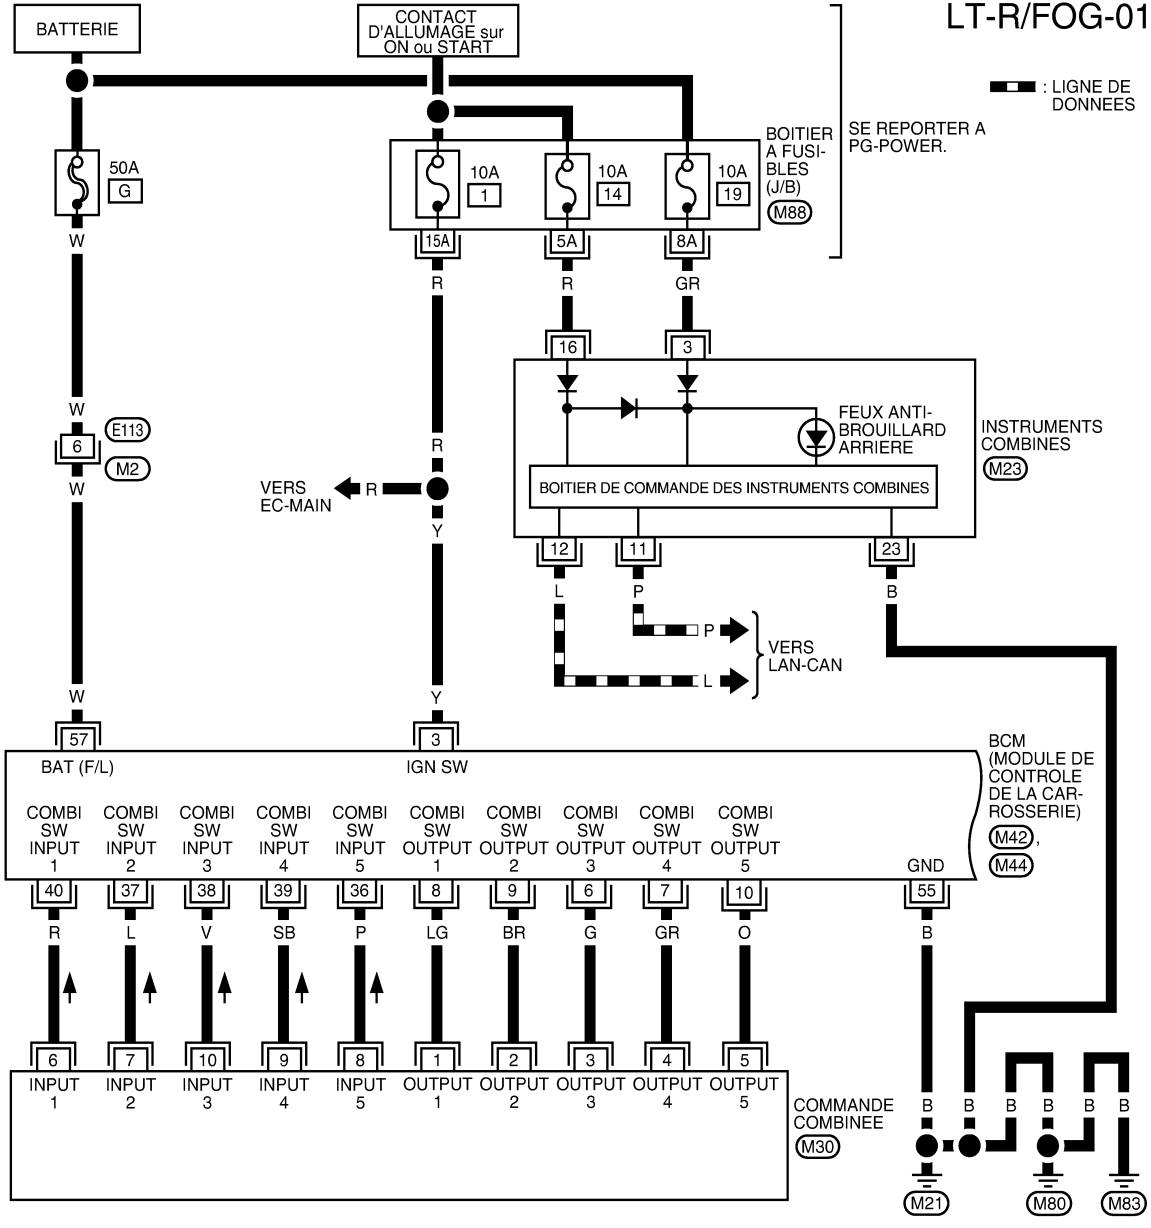 LT-R/FOG-01
BATTERIE
CONTACT
D'ALLUMAGE sur
ON ou START
: LIGNE DE
DONNEES
SE REPORTER A
PG-POWER.
BOITIER
A FUSI-
BLES
(J/B)
M88
50A
G
10A
1
10A
14
10A
19
15A
5A
8A
W
R
R
GR
16
3
W
E113
6
M2
W
R
FEUX ANTI-
BROUILLARD
ARRIERE
INSTRUMENTS
COMBINES
M23
VERS
EC-MAIN
R
BOITIER DE COMMANDE DES INSTRUMENTS COMBINES
Y
12
11
23
L
P
B
P
L
VERS
LAN-CAN
W
Y
57
3
BAT (F/L)
IGN SW
BCM
(MODULE DE
CONTROLE
DE LA CAR-
ROSSERIE)
M42 ,
M44
COMBI COMBI COMBI COMBI COMBI COMBI COMBI COMBI COMBI COMBI
SW SW SW SW SW SW SW SW SW SW
INPUT INPUT INPUT INPUT INPUT OUTPUT OUTPUT OUTPUT OUTPUT OUTPUT
1 2 3 4 5 1 2 3 4 5
GND
40 37 38 39 36 8 9 6 7 10 55
R L V SB P LG BR G GR O B
6 7 10 9 8 1 2 3 4 5
INPUT INPUT INPUT INPUT INPUT OUTPUT OUTPUT OUTPUT OUTPUT OUTPUT
1 2 3 4 5 1 2 3 4 5
COMMANDE
COMBINEE
M30
B B B B B B
M21 M80 M83